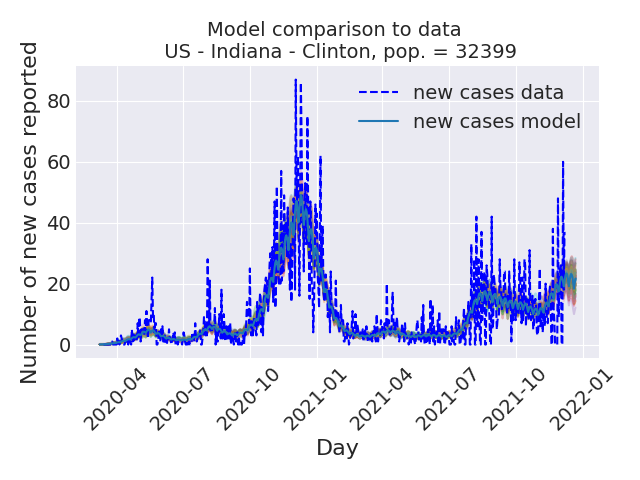 Model comparison to data
US - Indiana - Clinton, pop. = 32399
Number of new cases reported
80
60
40
20
0
new cases data
new cases model
2020-04
2020-07
2020-10
2021-01
2021-04
2021-07
2021-10
2022-01
Day